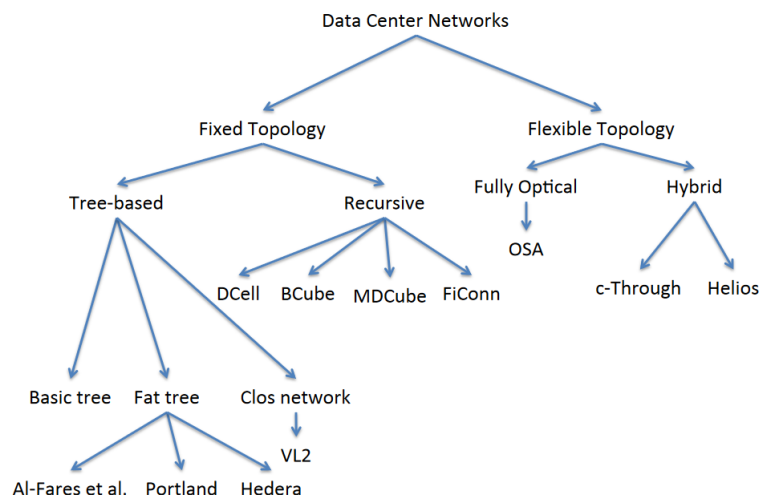 Data Center Networks
Fixed Topology
Flexible Topology
Tree-based
Recursive
Fully Optical
Hybrid
OSA
DCell
BCube
MDCube
FiConn
c-Through
Helios
Basic tree
Fat tree
Clos network
VL2
Al-Fares et al.
Portland
Hedera